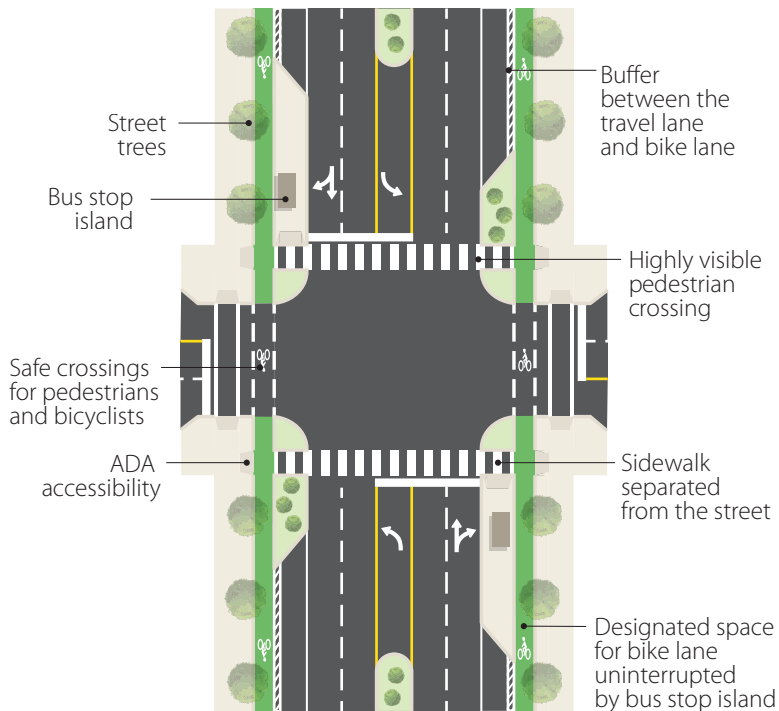 Street
trees
Bus stop
island
Safe crossings
for pedestrians
and bicyclists
ADA
accessibility
Buffer
between the
travel lane
and bike lane
Highly visible
pedestrian
crossing
Sidewalk
separated
from the street
Designated space
for bike lane
uninterrupted
by bus stop island